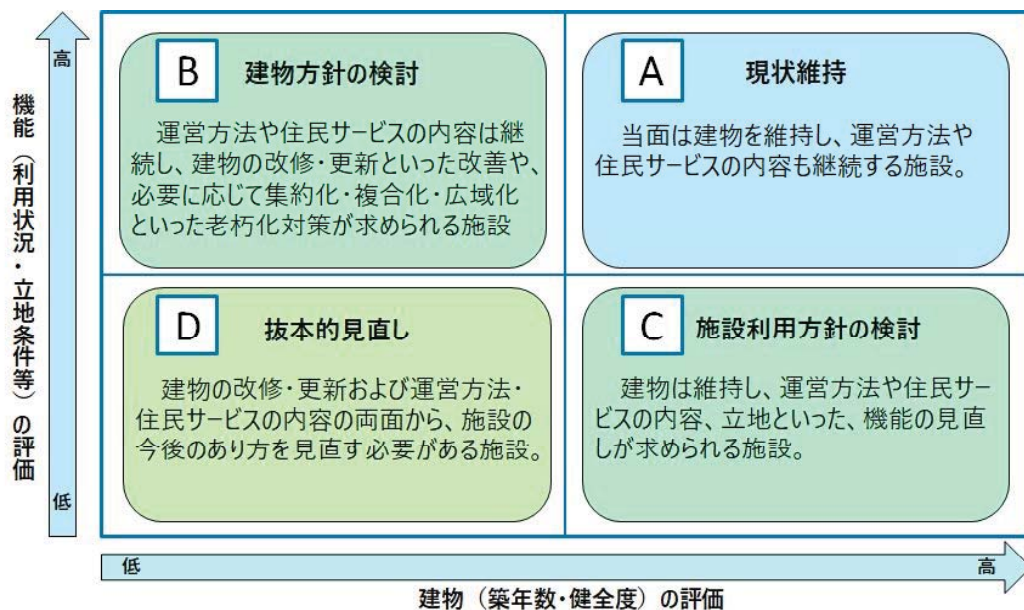 機能（利用状況・立地条件等）の評価
高
低
B
建物方針の検討
運営方法や住民サービスの内容は継
続し、建物の改修・更新といった改善や、
必要に応じて集約化・複合化・広域化
といった老朽化対策が求められる施設
A
現状維持
当面は建物を維持し、運営方法や
住民サービスの内容も継続する施設。
D
抜本的見直し
建物の改修・更新および運営方法・
住民サービスの内容の両面から、施設の
今後のあり方を見直す必要がある施設。
C
施設利用方針の検討
建物は維持し、運営方法や住民サー
ビスの内容、立地といった、機能の見直
しが求められる施設。
低
高
建物（築年数・健全度）の評価